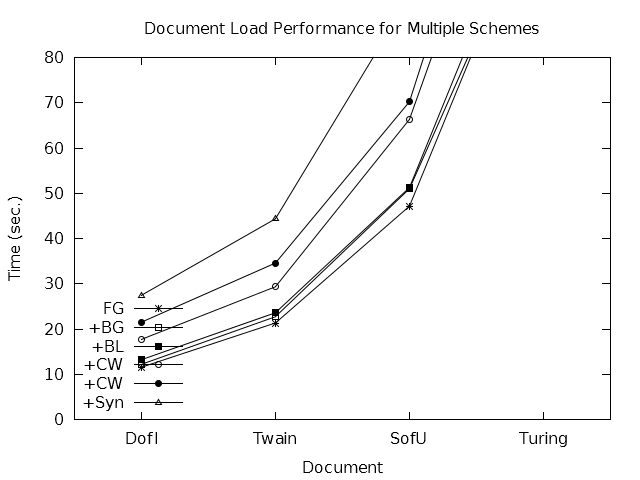 Document Load Performance for Multiple Schemes
80
70
60
50
40
30
20
10
0
Time (sec.)
FG
+BG
+BL
+CW
+CW
+Syn
DofI Twain SofU Turing
Document